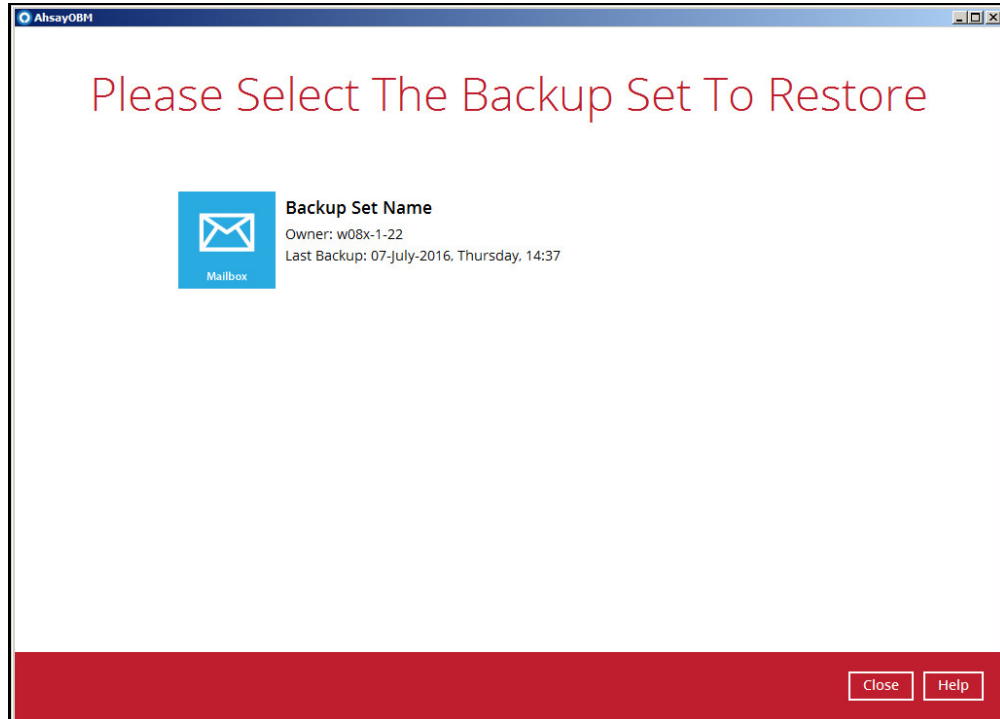 AhsayOBM
Please Select The Backup Set To Restore
Backup Set Name
Owner: w08x-1-22
Last Backup: 07-July-2016, Thursday, 14:37
Mailbox
Close Help